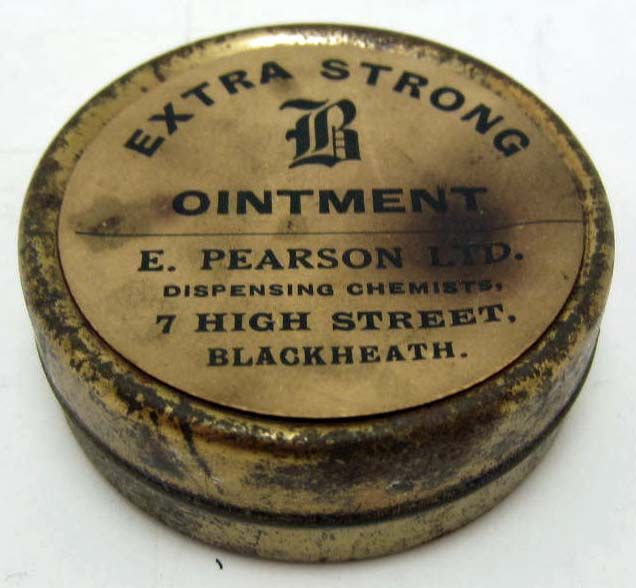 EXTRA STRONG
B
OINTMENT
E. PEARSON LTD.
DISPENSING CHEMISTS,
7 HIGH STREET,
BLACKHEATH.